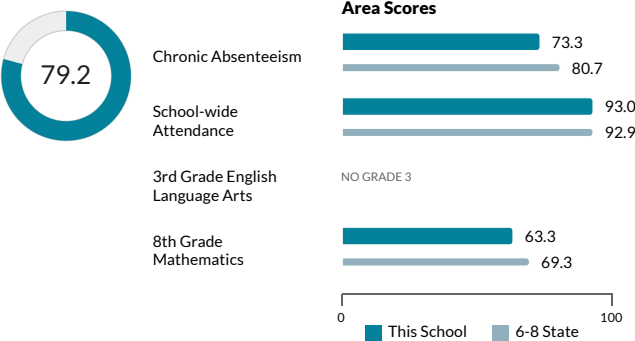 Area Scores
79.2
Chronic Absenteeism
73.3
80.7
School-wide
Attendance
93.0
92.9
3rd Grade English
Language Arts
NO GRADE 3
8th Grade
Mathematics
63.3
69.3
0
100
This School
6-8 State